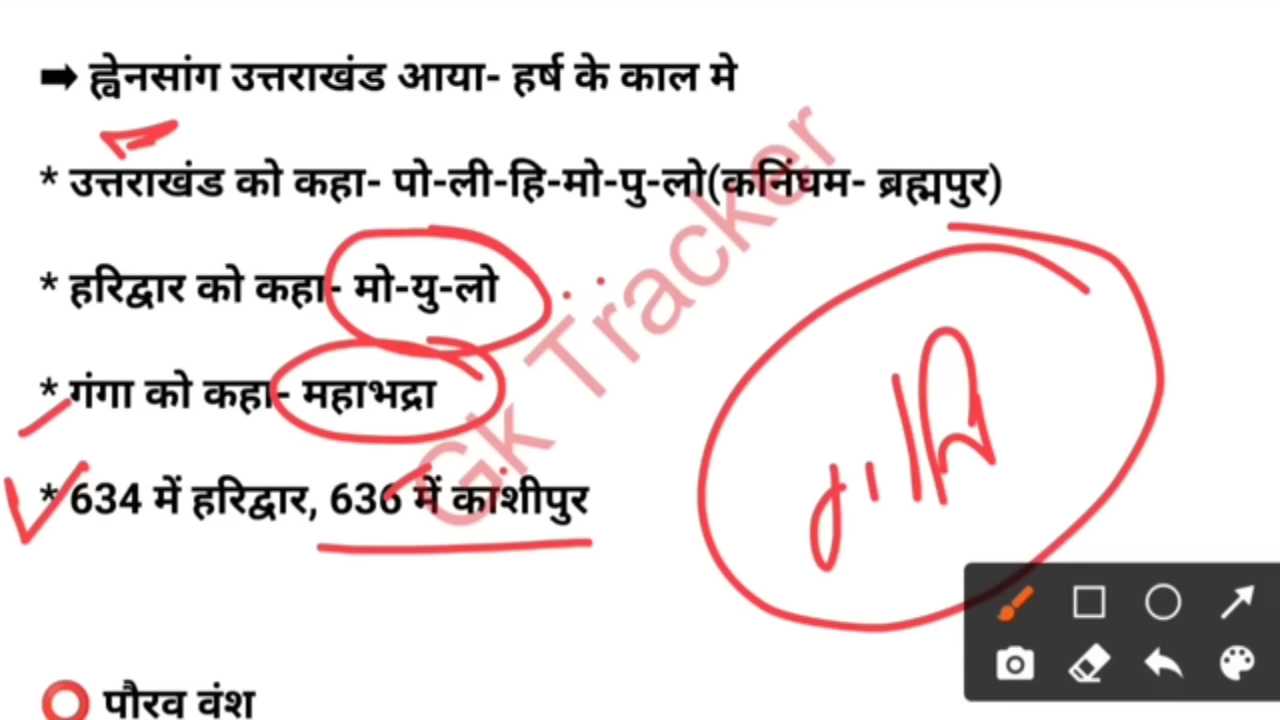 ➡ ह्वेनसांग उत्तराखंड आया- हर्ष के काल मे
* उत्तराखंड को कहा- पो-ली-हि-मो-पु-लो(कनिंघम- ब्रह्मपुर)
* हरिद्वार को कहा- मो-यु-लो
* गंगा को कहा- महाभद्रा
* 634 में हरिद्वार, 636 में काशीपुर
पौरव वंश
Gk Tracker